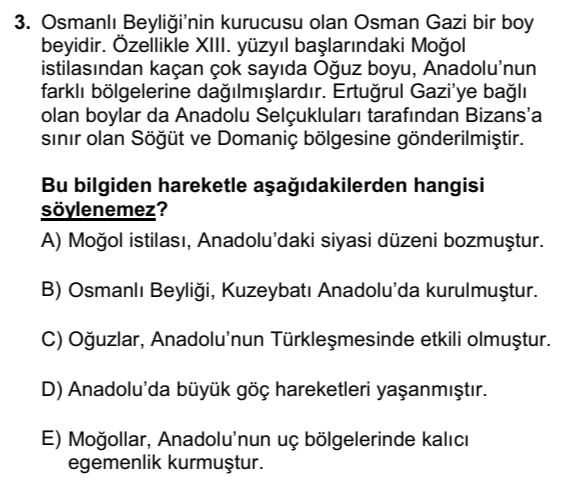 3. Osmanlı Beyliği’nin kurucusu olan Osman Gazi bir boy
beyidir. Özellikle XIII. yüzyıl başlarındaki Moğol
istilasından kaçan çok sayıda Oğuz boyu, Anadolu’nun
farklı bölgelerine dağılmışlardır. Ertuğrul Gazi’ye bağlı
olan boylar da Anadolu Selçukluları tarafından Bizans’a
sınır olan Söğüt ve Domaniç bölgesine gönderilmiştir.
Bu bilgiden hareketle aşağıdakilerden hangisi
söylenemez?
A) Moğol istilası, Anadolu’daki siyasi düzeni bozmuştur.
B) Osmanlı Beyliği, Kuzeybatı Anadolu’da kurulmuştur.
C) Oğuzlar, Anadolu’nun Türkleşmesinde etkili olmuştur.
D) Anadolu’da büyük göç hareketleri yaşanmıştır.
E) Moğollar, Anadolu’nun uç bölgelerinde kalıcı
egemenlik kurmuştur.